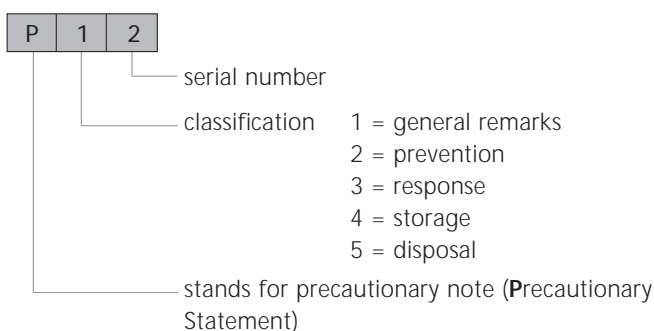 P 1 2
serial number
classification 1 = general remarks
2 = prevention
3 = response
4 = storage
5 = disposal
stands for precautionary note (Precautionary
Statement)